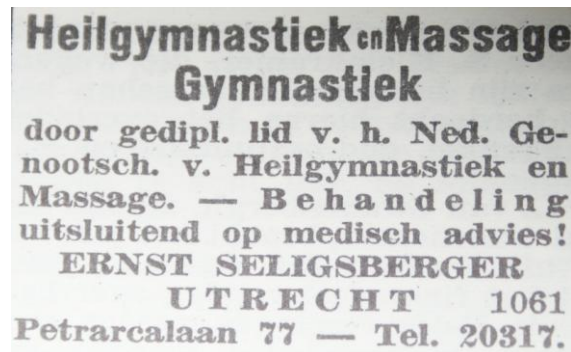 Heilgymnastiek en Massage
Gymnastiek
door gedipl. lid v. h. Ned. Ge-
nootsch. v. Heilgymnastiek en
Massage. — Behandeling
uitsluitend op medisch advies!
ERNST SELIGSBERGER
UTRECHT 1061
Petrarcalaan 77 — Tel. 20317.